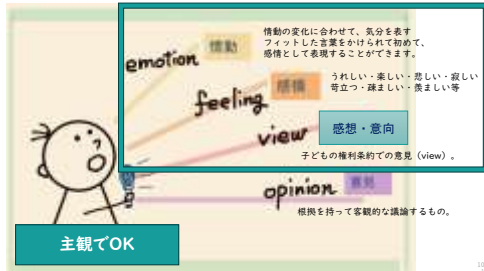 emotion
情動
情動の変化に合わせて、気分を表す
フィットした言葉をかけられて初めて、
感情として表現することができます。
feeling
感情
うれしい・楽しい・悲しい・寂しい
苛立つ・疎ましい・羨ましい等
view
感想・意向
子どもの権利条約での意見（view）。
opinion
意見
根拠を持って客観的な議論するもの。
主観でOK